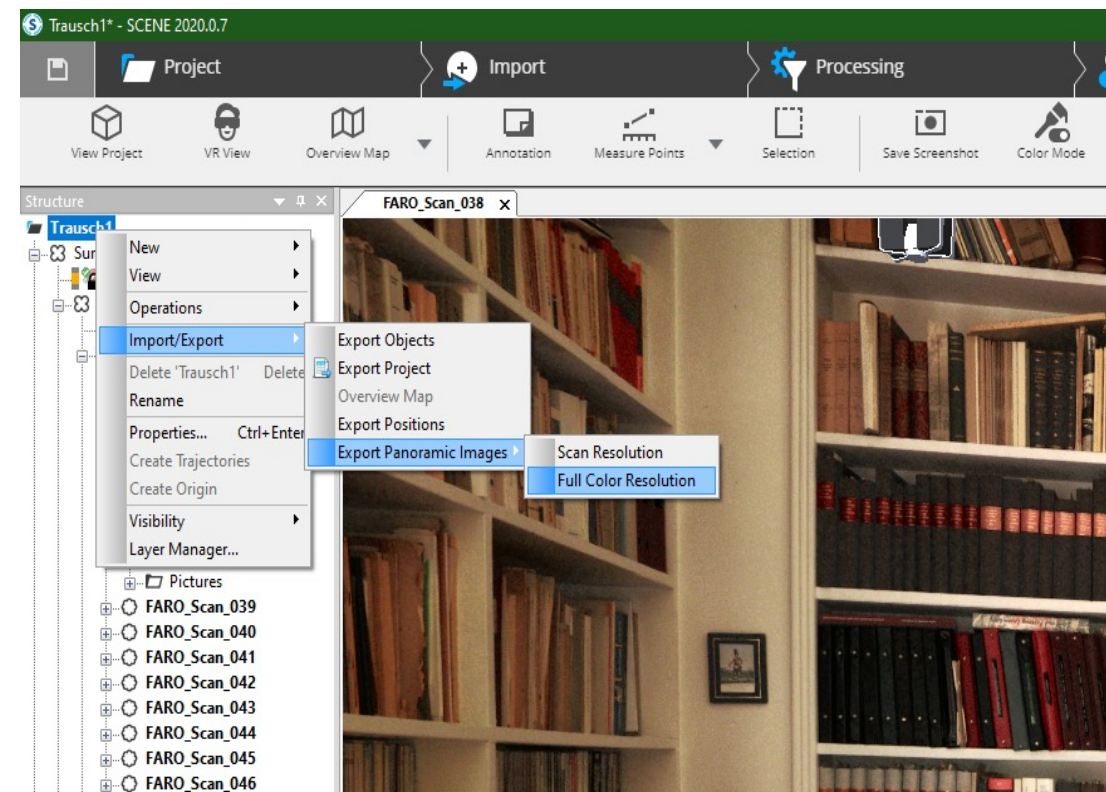 Trausch1* - SCENE 2020.0.7
Project
Import
Processing
View Project
VR View
Overview Map
Annotation
Measure Points
Selection
Save Screenshot
Color Mode
Structure
FARO_Scan_038 x
Trausch1
Sur
New
View
Operations
Import/Export
Delete 'Trausch1' Delete
Rename
Properties... Ctrl+Enter
Create Trajectories
Create Origin
Visibility
Layer Manager...
Export Objects
Export Project
Overview Map
Export Positions
Export Panoramic Images
Scan Resolution
Full Color Resolution
Pictures
FARO_Scan_039
FARO_Scan_040
FARO_Scan_041
FARO_Scan_042
FARO_Scan_043
FARO_Scan_044
FARO_Scan_045
FARO_Scan_046